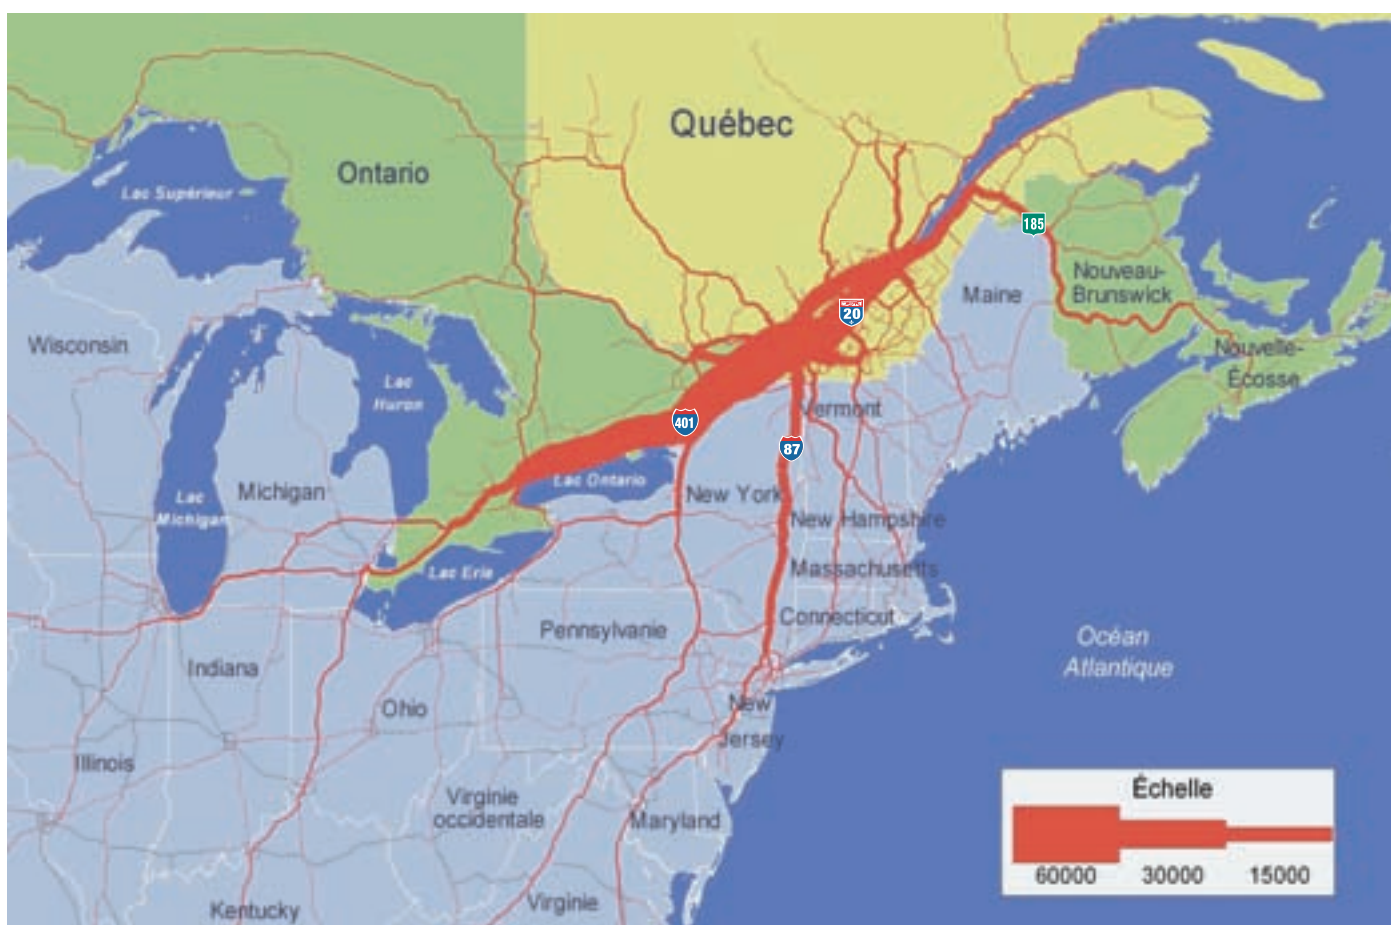 Québec
Ontario
Lac Supérieur
185
Nouveau-
Brunswick
Maine
20
Wisconsin
Nouvelle-
Écosse
Lac
Huron
Vermont
401
87
Lac Ontario
Michigan
New York
Lac
Michigan
New Hampshire
Lac Erie
Massachusetts
Connecticut
Pennsylvanie
Océan
Atlantique
Indiana
Ohio
New
Jersey
Illinois
Virginie
occidentale
Maryland
Virginie
Kentucky
Échelle
60000 30000 15000